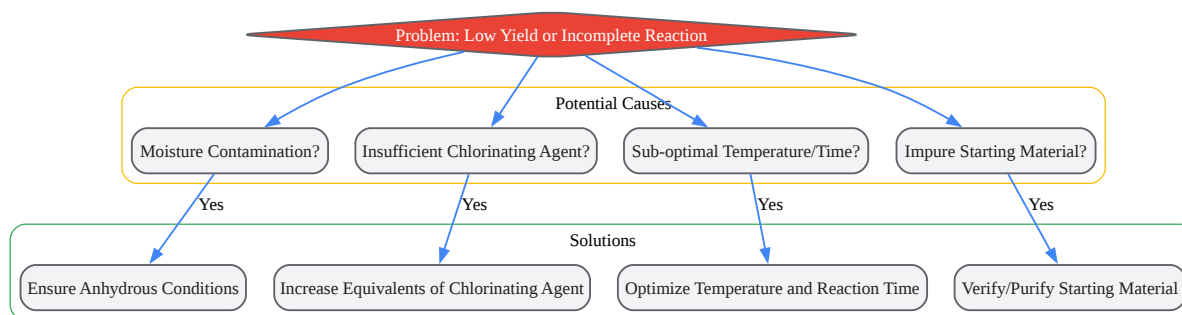 Problem: Low Yield or Incomplete Reaction
Potential Causes
Moisture Contamination?
Insufficient Chlorinating Agent?
Sub-optimal Temperature/Time?
Impure Starting Material?
Yes
Yes
Yes
Yes
Solutions
Ensure Anhydrous Conditions
Increase Equivalents of Chlorinating Agent
Optimize Temperature and Reaction Time
Verify/Purify Starting Material